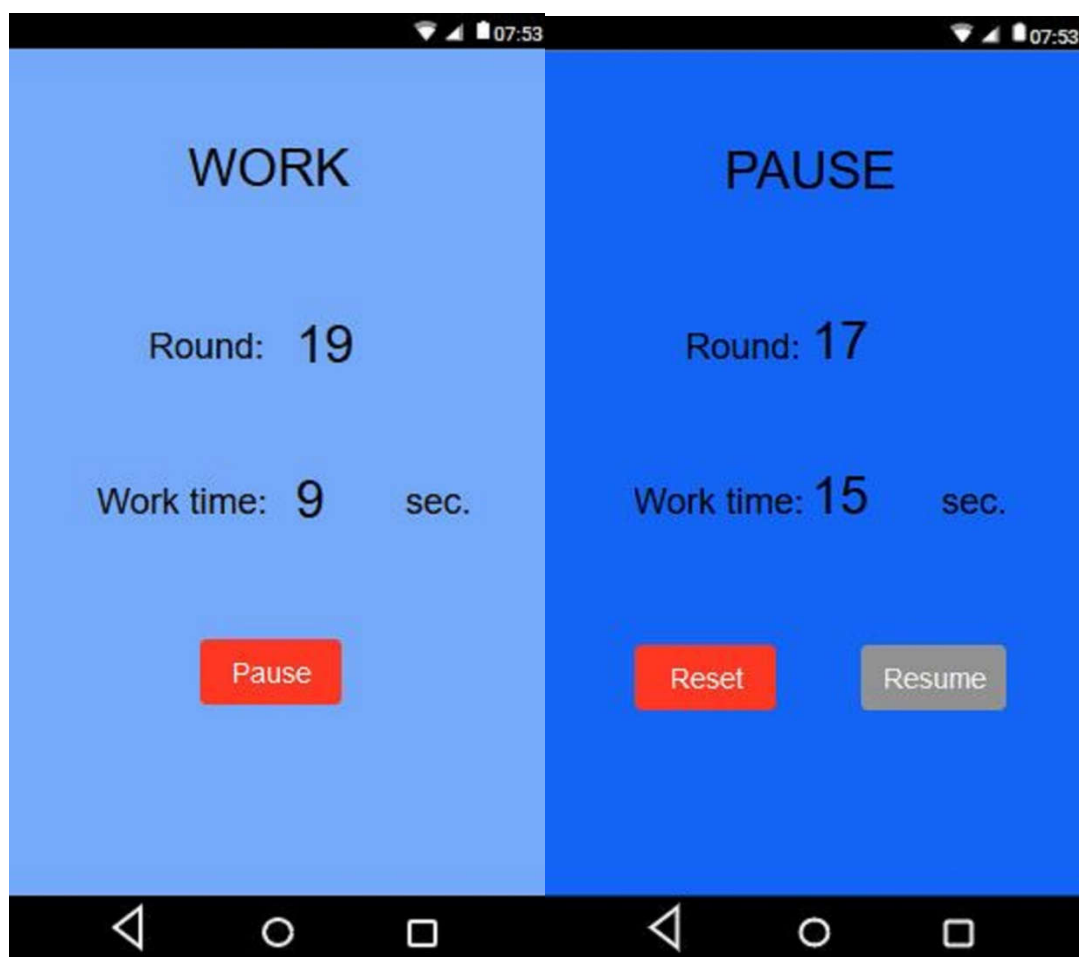 07:53
WORK
Round: 19
Work time: 9 sec.
Pause
07:53
PAUSE
Round: 17
Work time: 15 sec.
Reset Resume